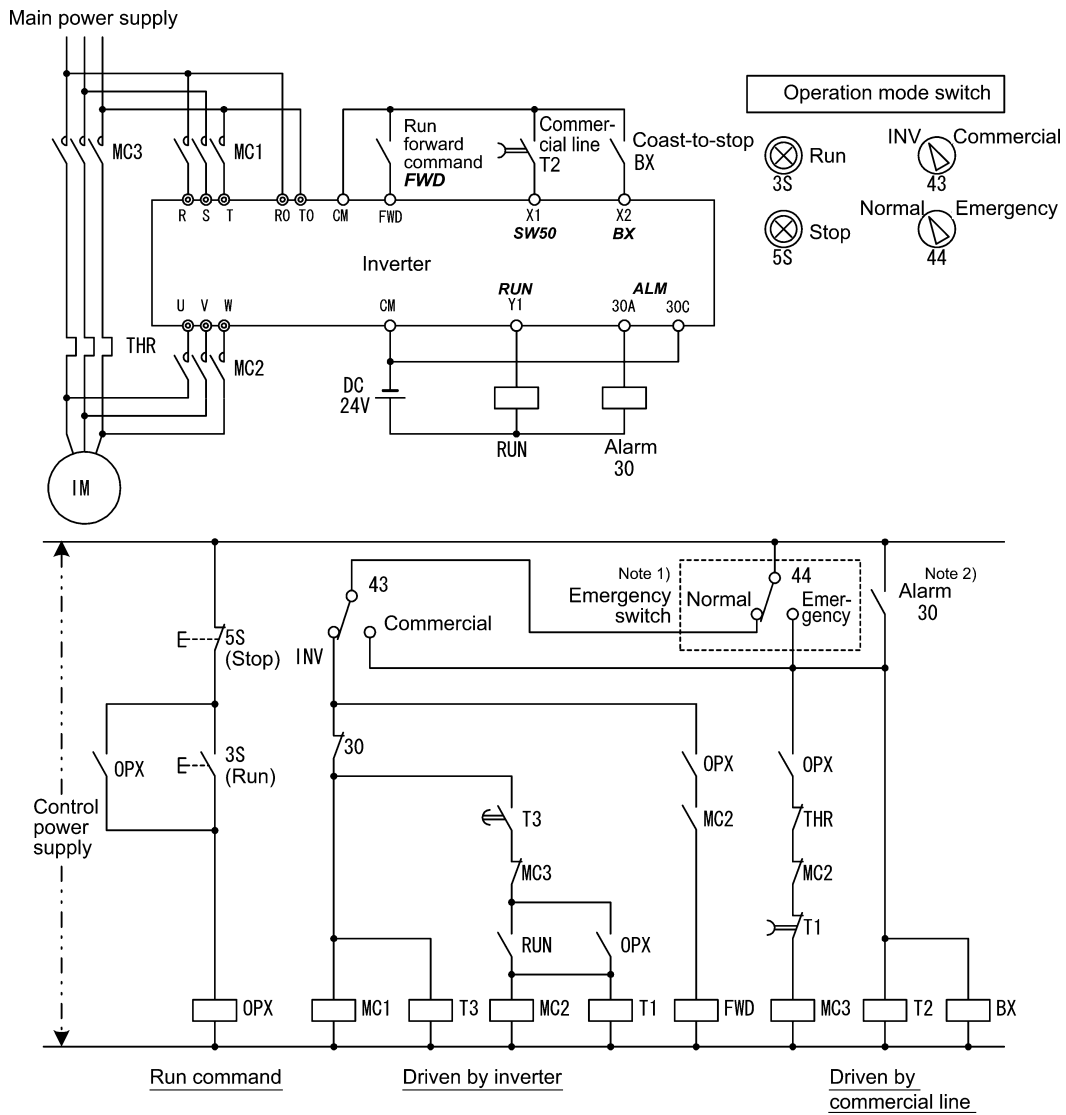 Main power supply
MC3
MC1
Run
forward
command
FWD
Commer-
cial line
T2
Coast-to-stop
BX
Operation mode switch
Run
3S
INV
Commercial
43
Stop
5S
Normal
Emergency
44
R S T R0 T0 CM FWD X1 X2
SW50 BX
Inverter
RUN ALM
U V W CM Y1 30A 30C
THR
MC2
DC
24V
RUN
Alarm
30
IM
Control
power
supply
5S
(Stop)
OPX
3S
(Run)
43
INV
Commercial
Note 1)
Emergency
switch
Normal
44
Emer-
gency
Note 2)
Alarm
30
30
T3
MC3
RUN
OPX
OPX
MC2
OPX
THR
MC2
T1
OPX
MC1
T3
MC2
T1
FWD
MC3
T2
BX
Run command
Driven by inverter
Driven by
commercial line